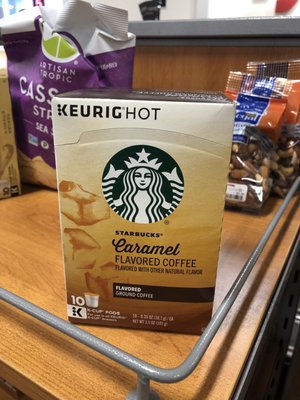 ARTISAN
TROPIC
CASS
STR
SEA S
KEURIG HOT
STARBUCKS®
Caramel
FLAVORED COFFEE
FLAVORED WITH OTHER NATURAL FLAVOR
FLAVORED
GROUND COFFEE
10
K-CUP® PODS